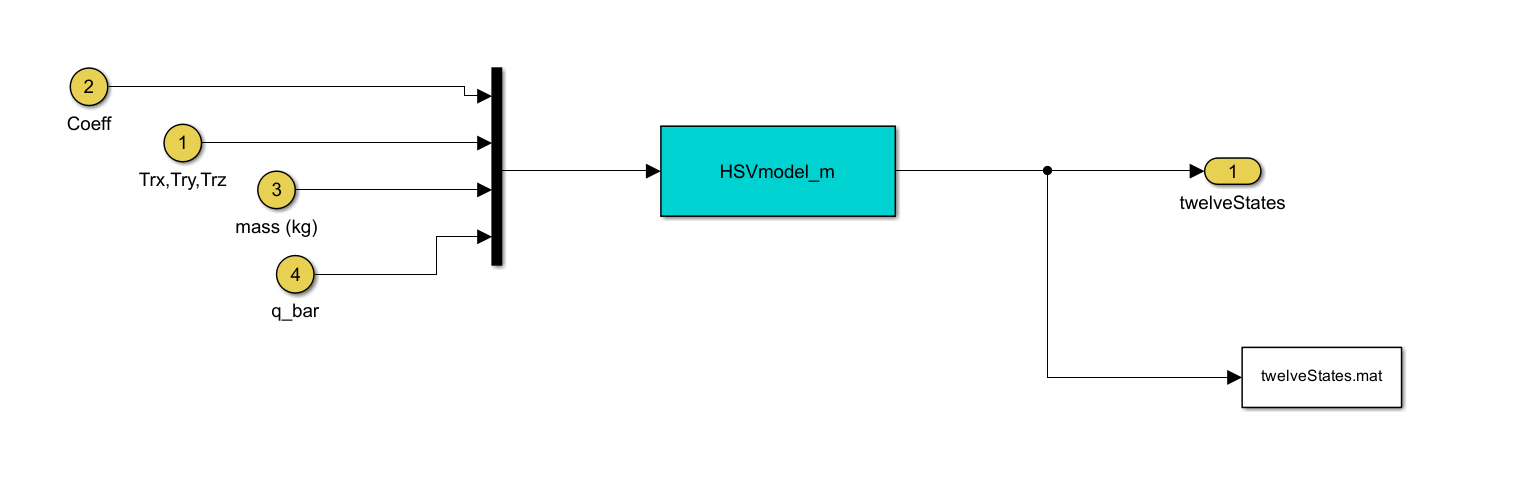 2
Coeff
1
Trx,Try,Trz
3
mass (kg)
4
q_bar
HSVmodel_m
1
twelveStates
twelveStates.mat